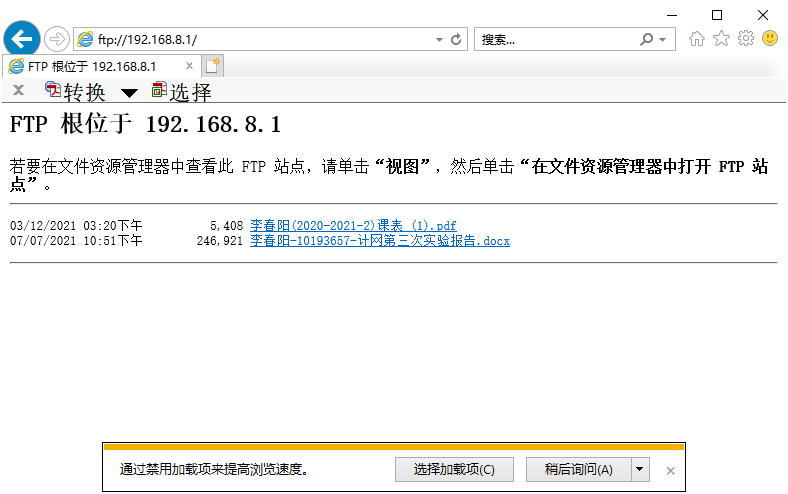 ftp://192.168.8.1/
搜索...
FTP 根位于 192.168.8.1
转换 选择
FTP 根位于 192.168.8.1
若要在文件资源管理器中查看此 FTP 站点，请单击“视图”，然后单击“在文件资源管理器中打开 FTP 站
点”。
03/12/2021 03:20下午 5,408 李春阳(2020-2021-2)课表 (1).pdf
07/07/2021 10:51下午 246,921 李春阳-10193657-计网第三次实验报告.docx
通过禁用加载项来提高浏览速度。 选择加载项(C) 稍后询问(A)